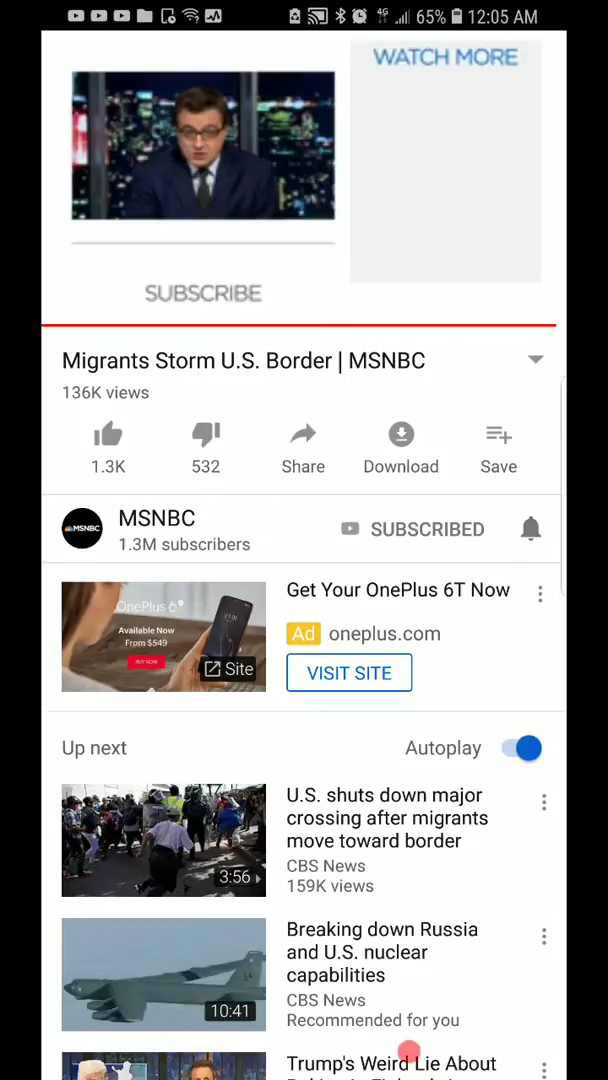 4G 65% 12:05 AM
WATCH MORE
SUBSCRIBE
Migrants Storm U.S. Border | MSNBC
136K views
1.3K 532 Share Download Save
MSNBC
MSNBC
1.3M subscribers
SUBSCRIBED
OnePlus 6T
Available Now
From $549
BUY NOW
Site
Get Your OnePlus 6T Now
Ad oneplus.com
VISIT SITE
Up next Autoplay
3:56
U.S. shuts down major
crossing after migrants
move toward border
CBS News
159K views
10:41
Breaking down Russia
and U.S. nuclear
capabilities
CBS News
Recommended for you
Trump's Weird Lie About